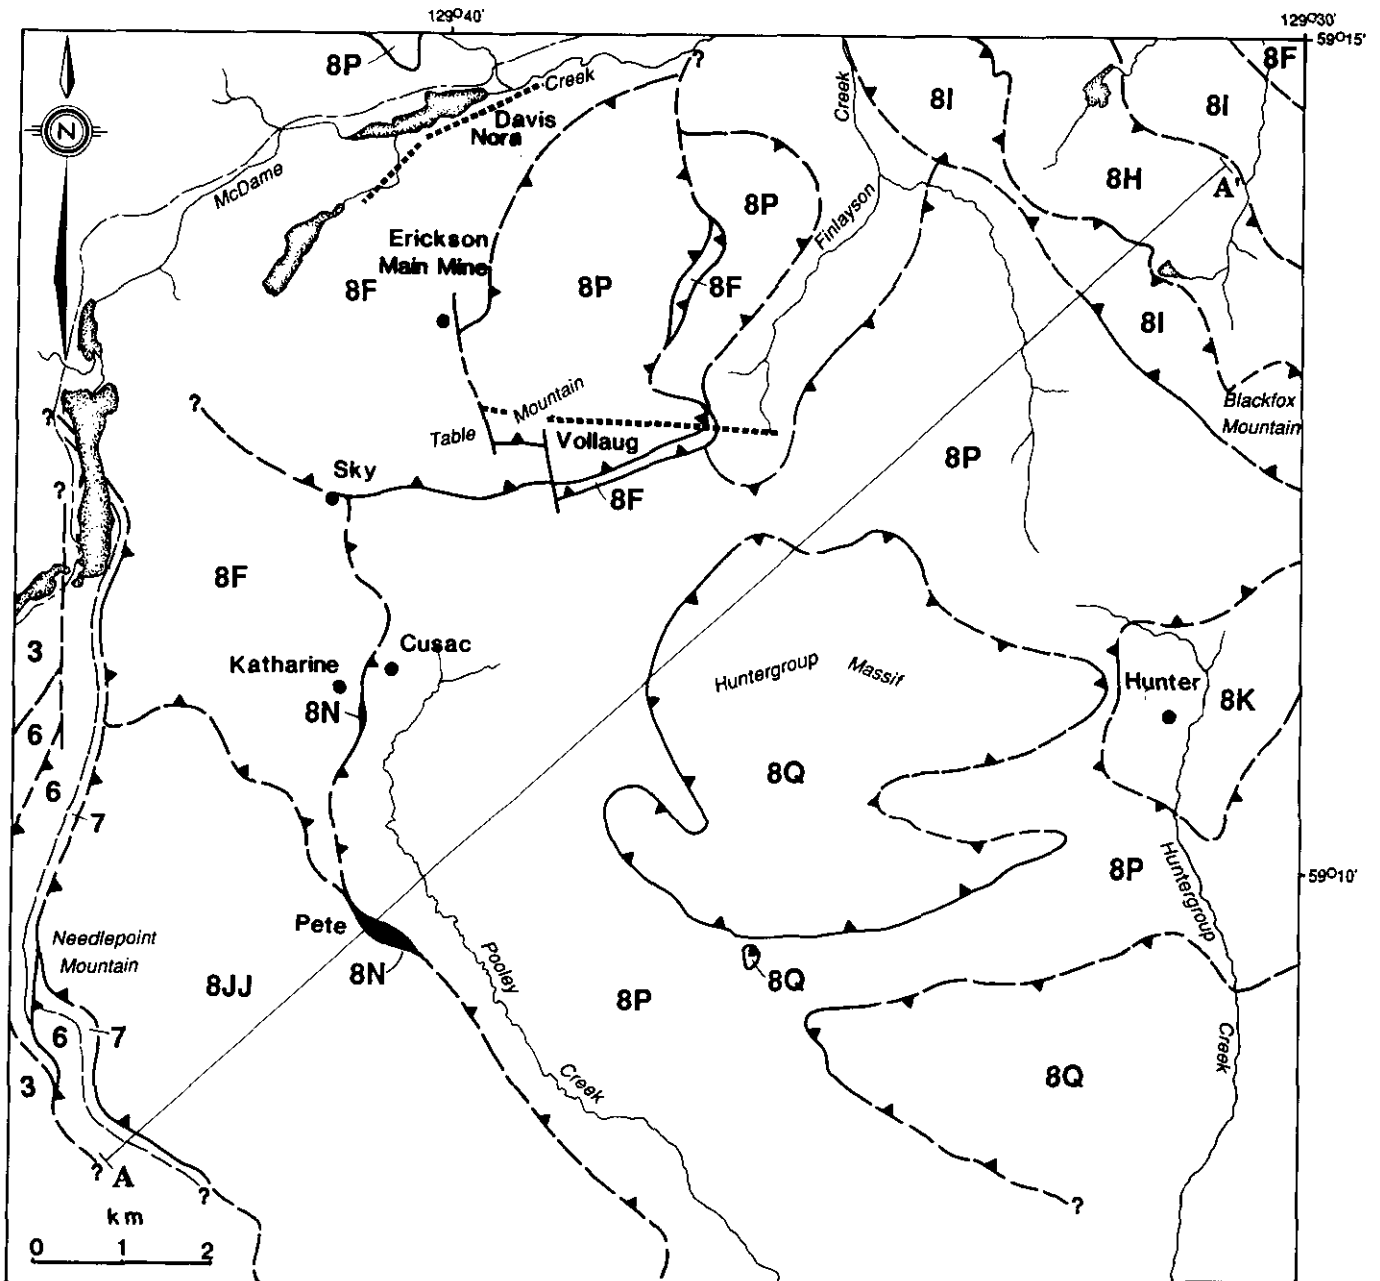 129°40'
129°30'
59°15'
8P
8F
Creek
8I
8I
Davis
Nora
Creek
McDame
8H
A'
8P
Finlayson
Erickson
Main Mine
8F
8P
8F
8I
?
?
?
Mountain
Table
Vollaug
Blackfox
Mountain
8P
Sky
?
8F
8F
3
Katharine
Cusac
8N
Huntergroup Massif
Hunter
8K
6
6
7
8Q
8P
59°10'
Huntergroup
Pete
Needlepoint
Mountain
8N
Pooley
8JJ
8P
8Q
6
7
Creek
8Q
Creek
3
?
A
?
?
km
0 1 2
N